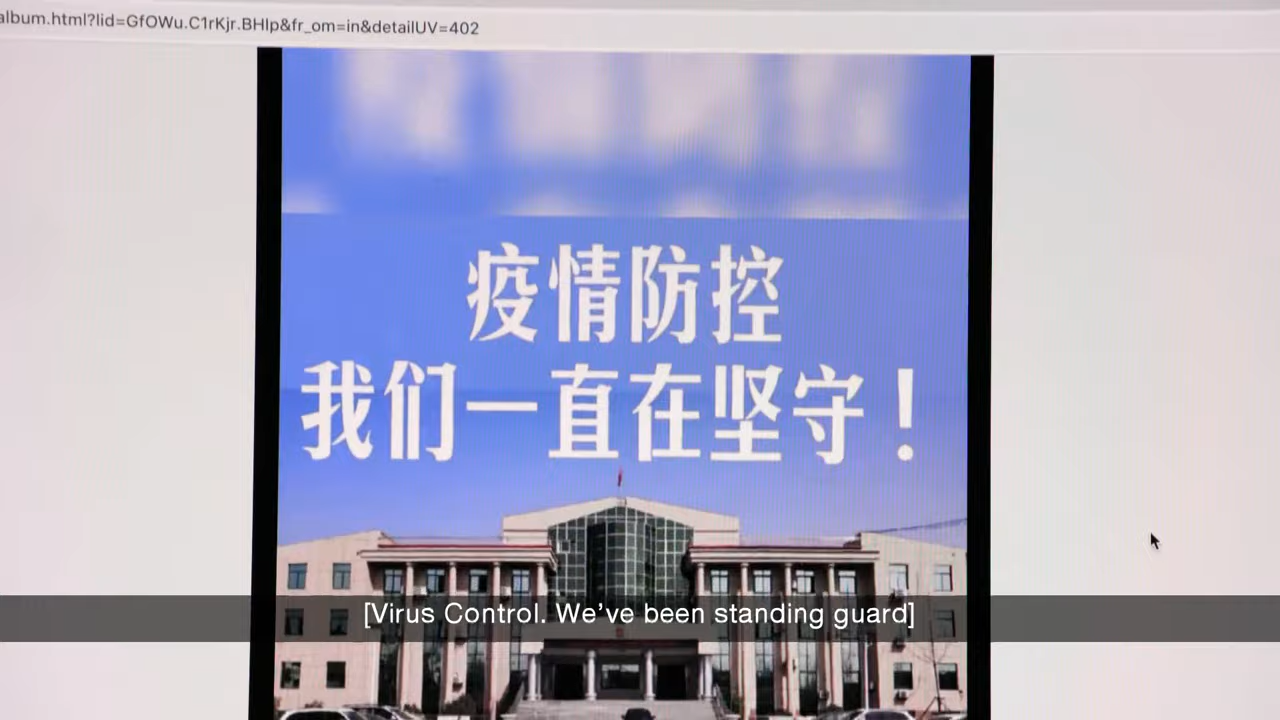 album.html?lid=GfOWu.C1rKjr.BHIp&fr_om=in&detailUV=402
疫情防控
我们一直在坚守！
[Virus Control. We’ve been standing guard]